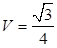 V = √3/4